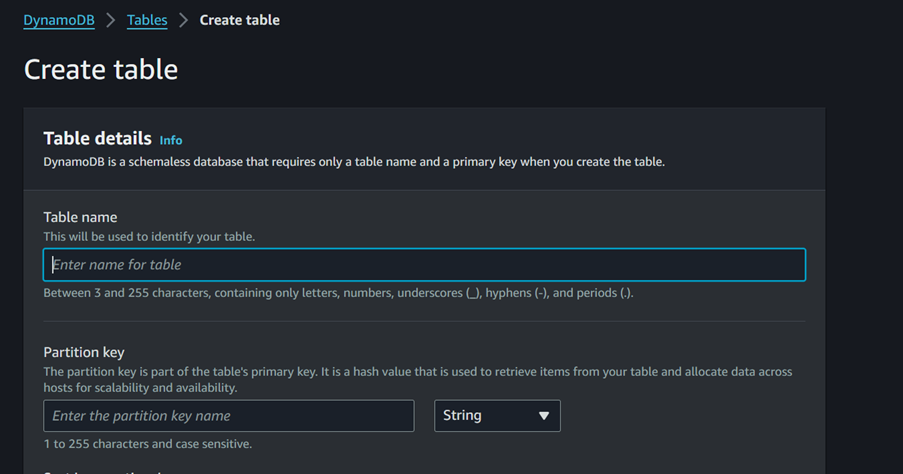 DynamoDB > Tables > Create table
Create table
Table details Info
DynamoDB is a schemaless database that requires only a table name and a primary key when you create the table.
Table name
This will be used to identify your table.
Enter name for table
Between 3 and 255 characters, containing only letters, numbers, underscores (_), hyphens (-), and periods (.).
Partition key
The partition key is part of the table's primary key. It is a hash value that is used to retrieve items from your table and allocate data across
hosts for scalability and availability.
Enter the partition key name String
1 to 255 characters and case sensitive.